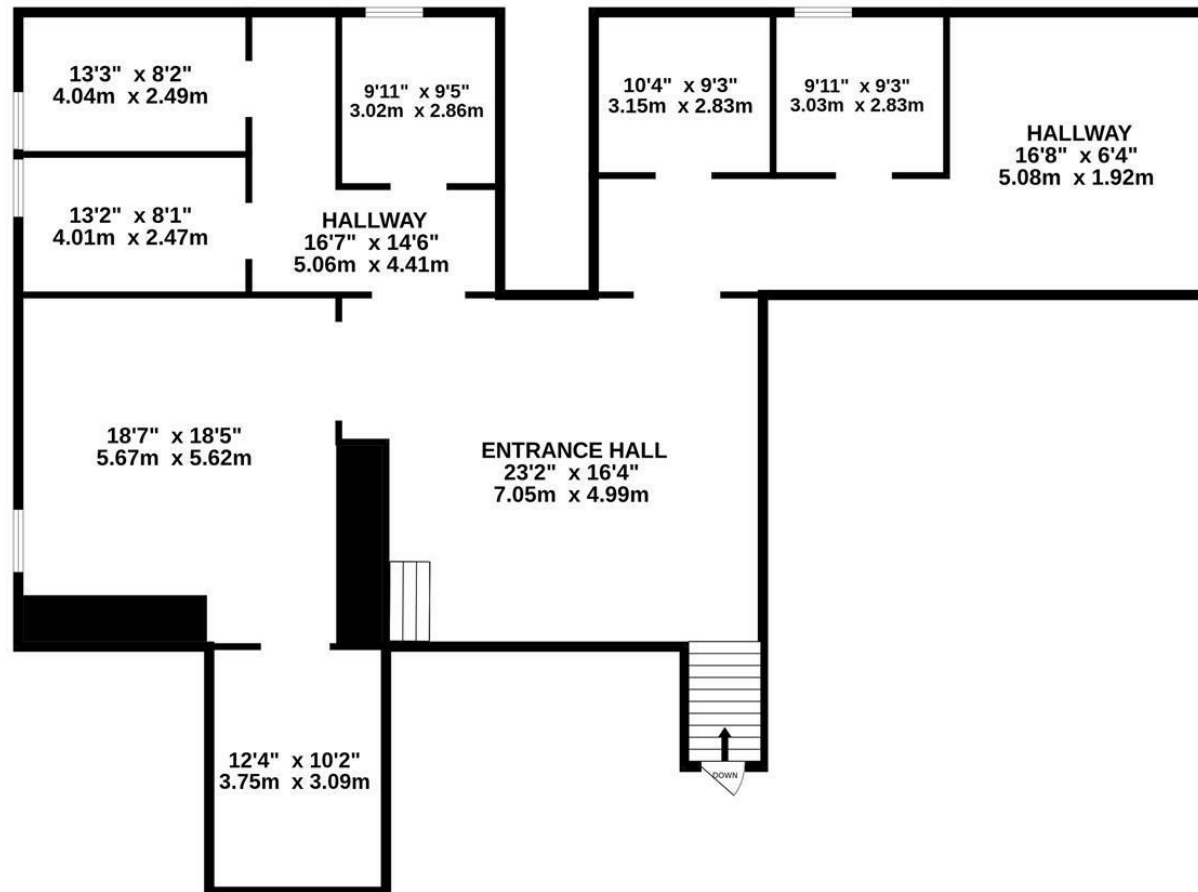 13'3" x 8'2"
4.04m x 2.49m
9'11" x 9'5"
3.02m x 2.86m
10'4" x 9'3"
3.15m x 2.83m
9'11" x 9'3"
3.03m x 2.83m
HALLWAY
16'8" x 6'4"
5.08m x 1.92m
13'2" x 8'1"
4.01m x 2.47m
HALLWAY
16'7" x 14'6"
5.06m x 4.41m
18'7" x 18'5"
5.67m x 5.62m
ENTRANCE HALL
23'2" x 16'4"
7.05m x 4.99m
12'4" x 10'2"
3.75m x 3.09m
DOWN